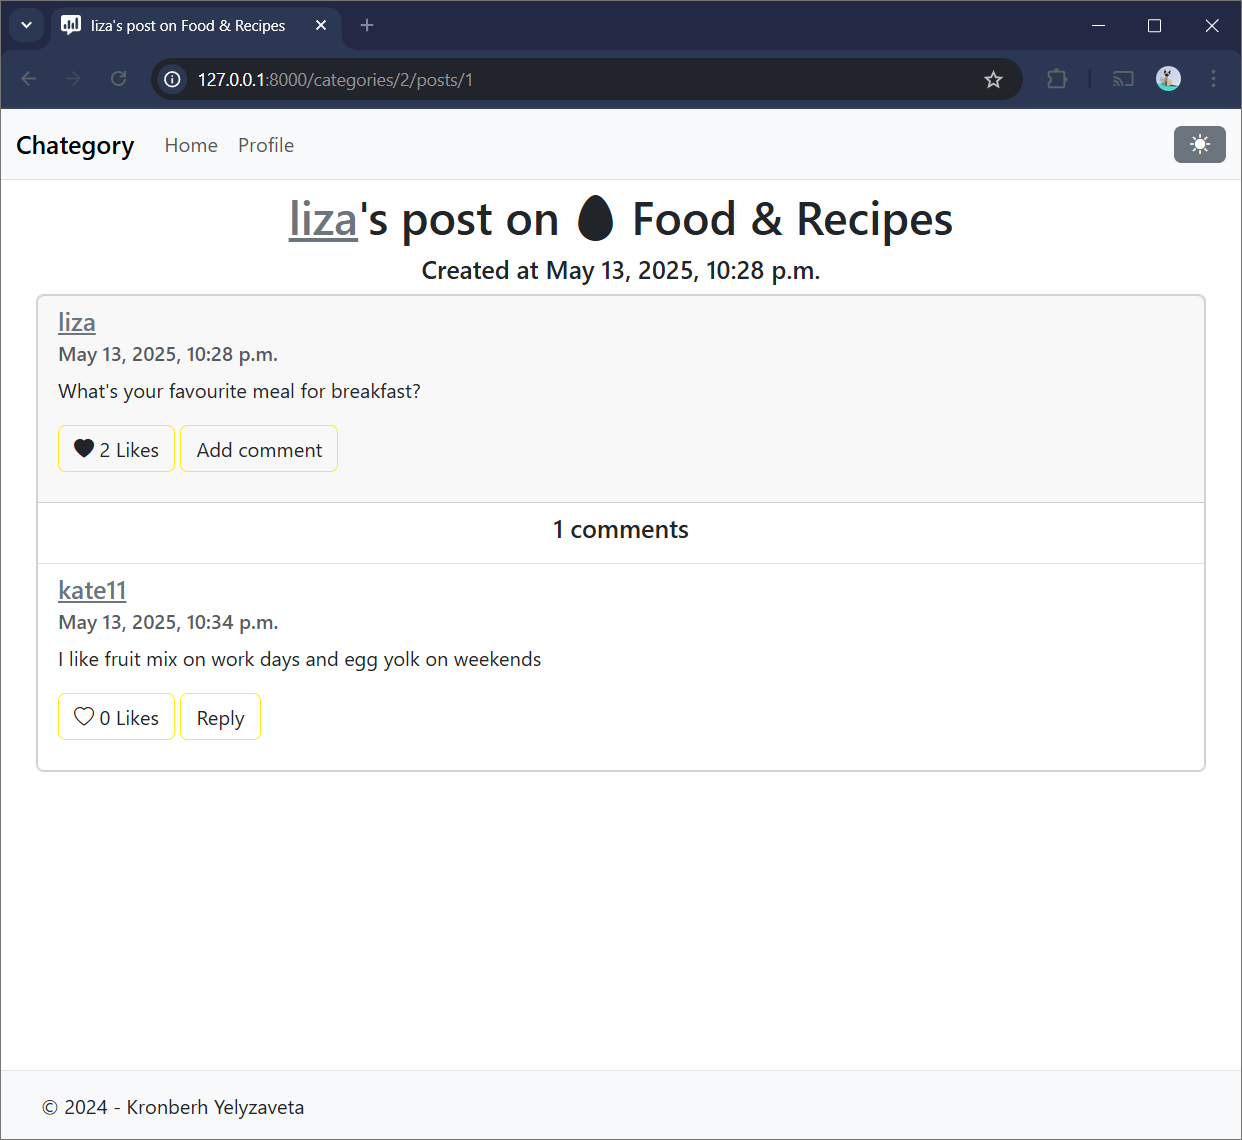 liza's post on Food & Recipes
127.0.0.1:8000/categories/2/posts/1
Chategory Home Profile
liza's post on Food & Recipes
Created at May 13, 2025, 10:28 p.m.
liza
May 13, 2025, 10:28 p.m.
What's your favourite meal for breakfast?
2 Likes Add comment
1 comments
kate11
May 13, 2025, 10:34 p.m.
I like fruit mix on work days and egg yolk on weekends
0 Likes Reply
© 2024 - Kronberh Yelyzaveta